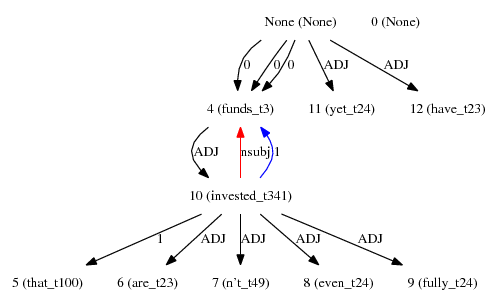 None (None) 0 (None)
0 0 0 ADJ ADJ
4 (funds_t3) 11 (yet_t24) 12 (have_t23)
ADJ nsubj 1
10 (invested_t341)
1 ADJ ADJ ADJ ADJ
5 (that_t100) 6 (are_t23) 7 (n't_t49) 8 (even_t24) 9 (fully_t24)